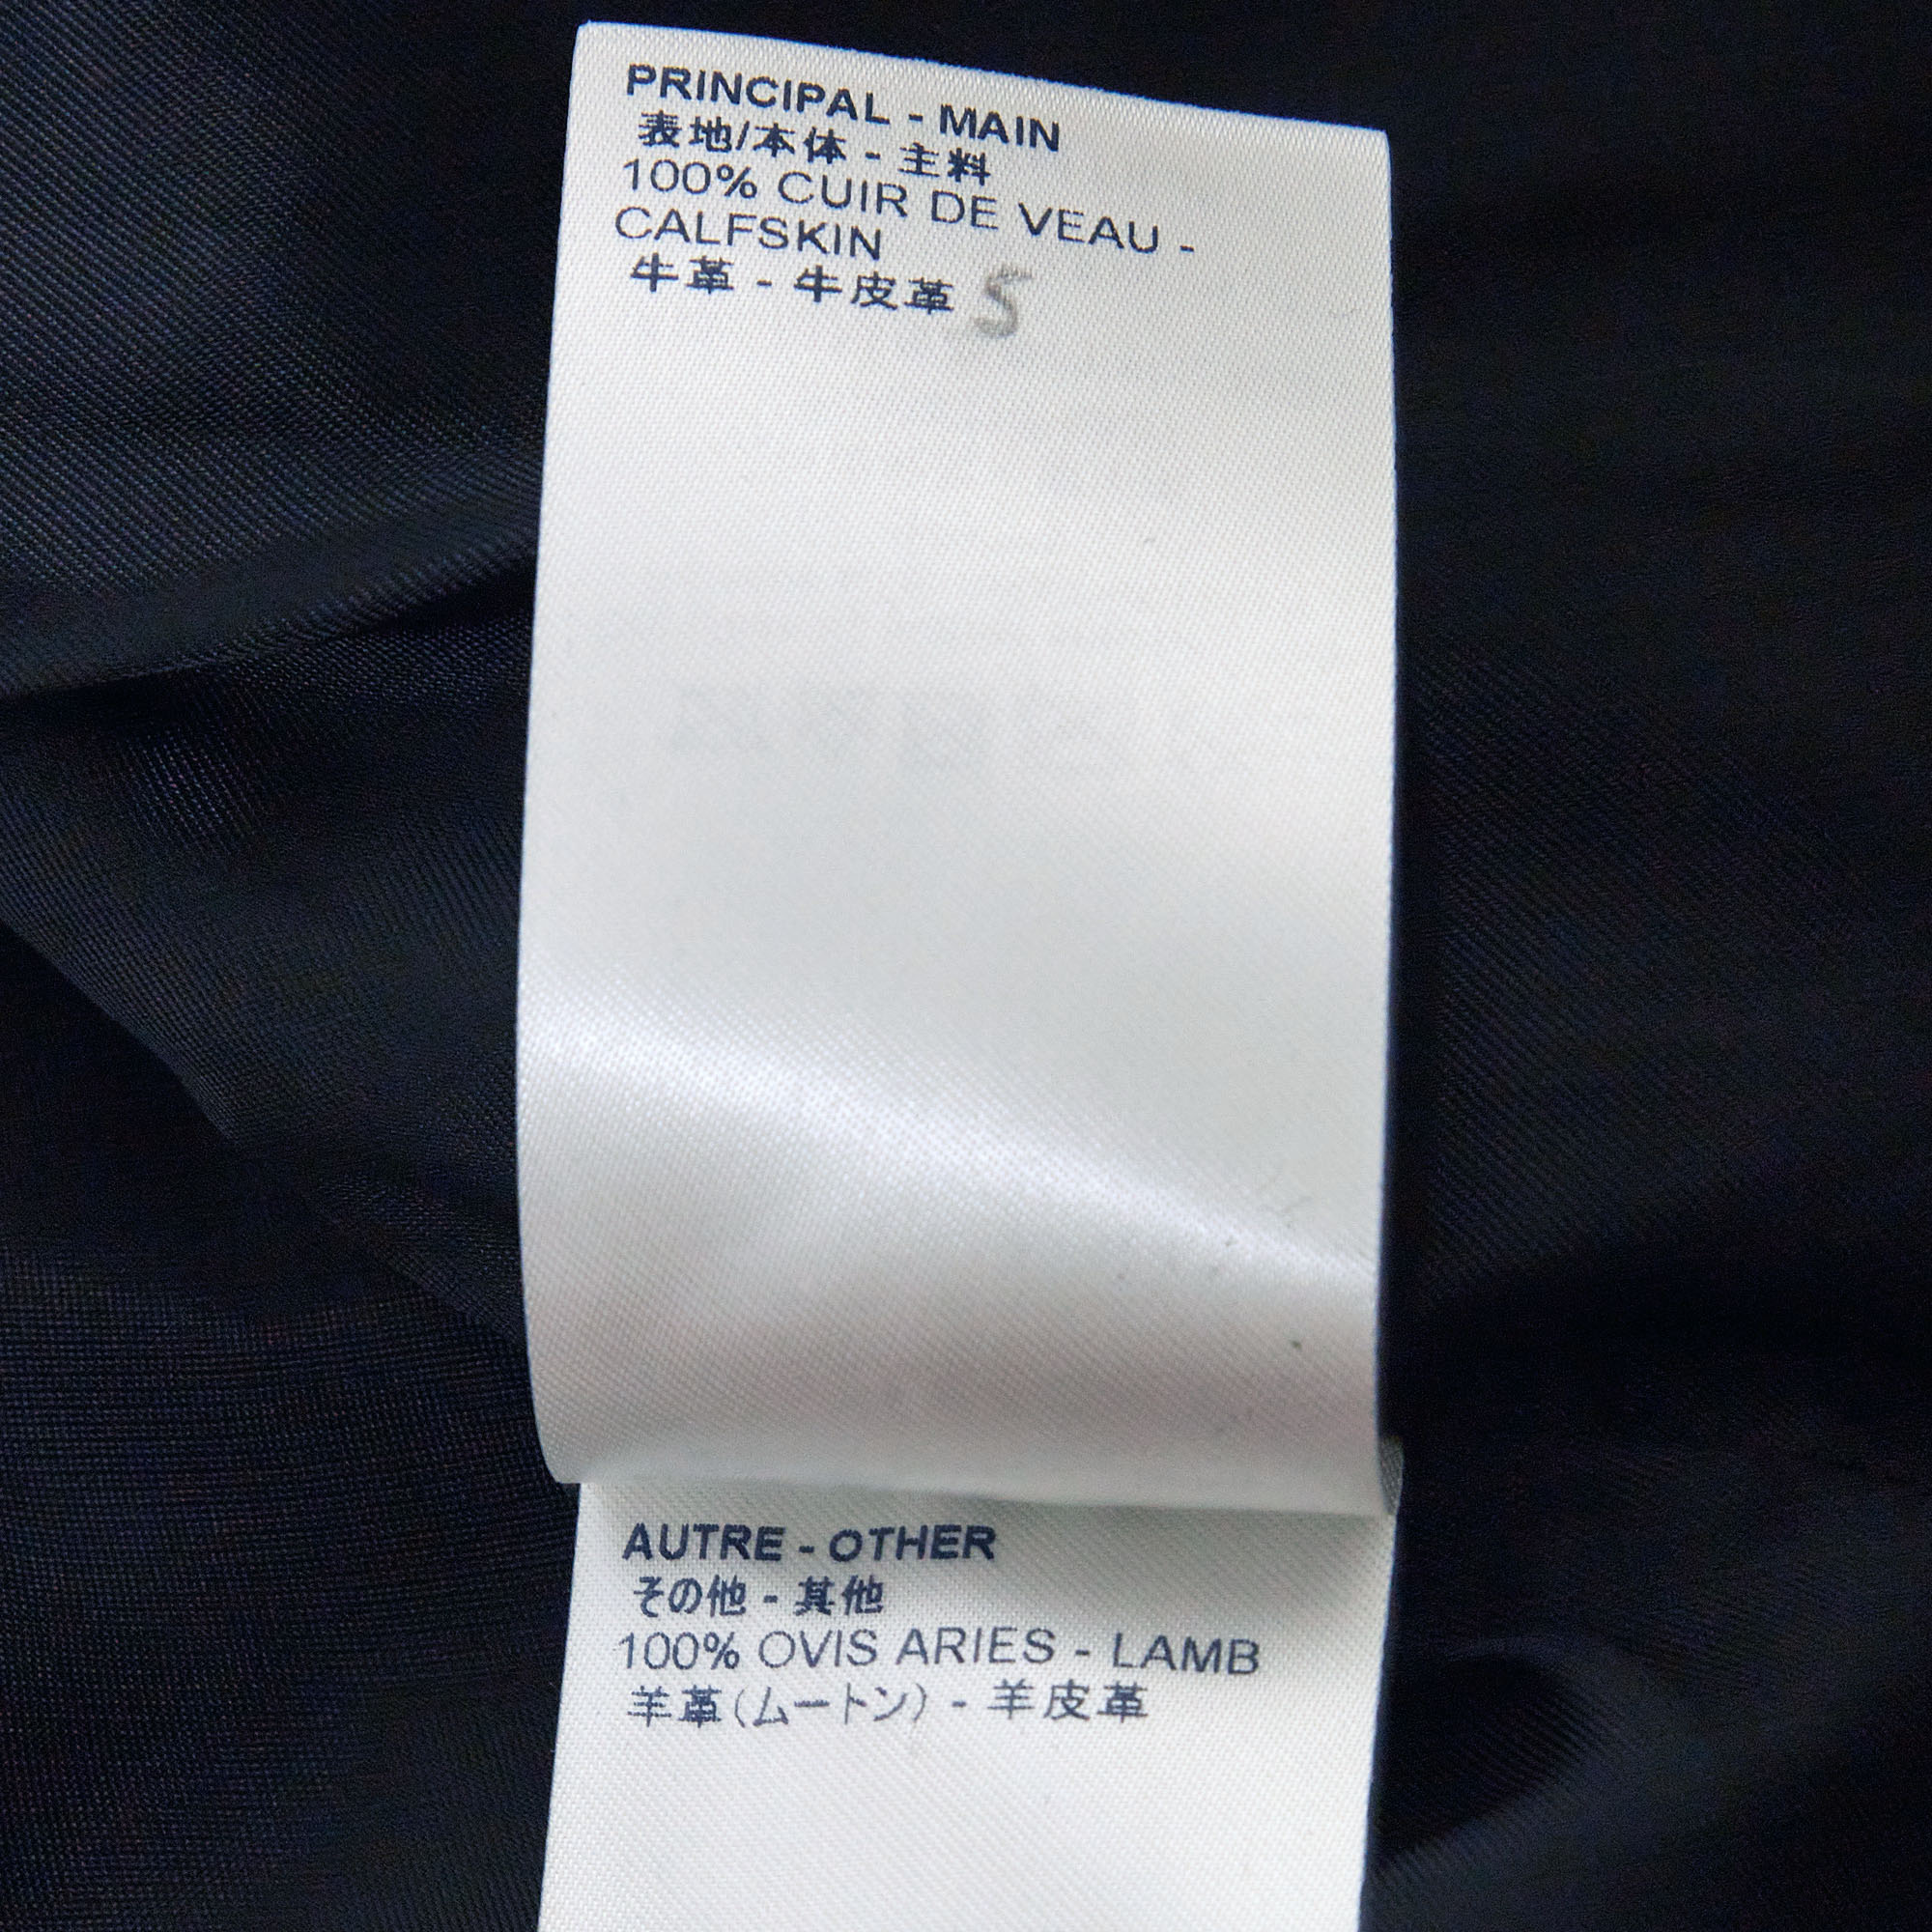 PRINCIPAL - MAIN
表地/本体 - 主料
100% CUIR DE VEAU -
CALFSKIN
牛革 - 牛皮革 5
AUTRE - OTHER
その他 - 其他
100% OVIS ARIES - LAMB
羊革(ムートン) - 羊皮革